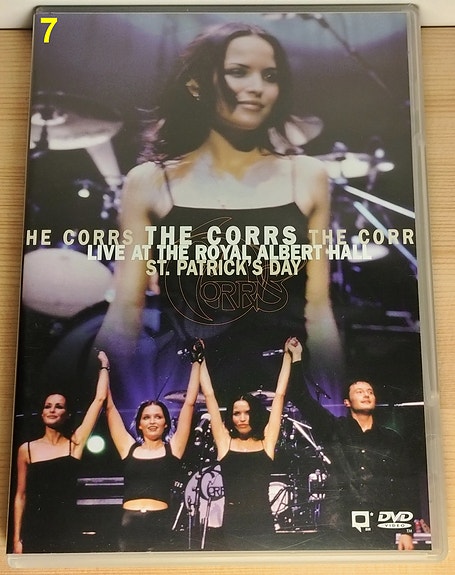 7
HE CORRS THE CORRS THE CORR
LIVE AT THE ROYAL ALBERT HALL
ST. PATRICK'S DAY
CORRS
CORRS
DVD
VIDEO